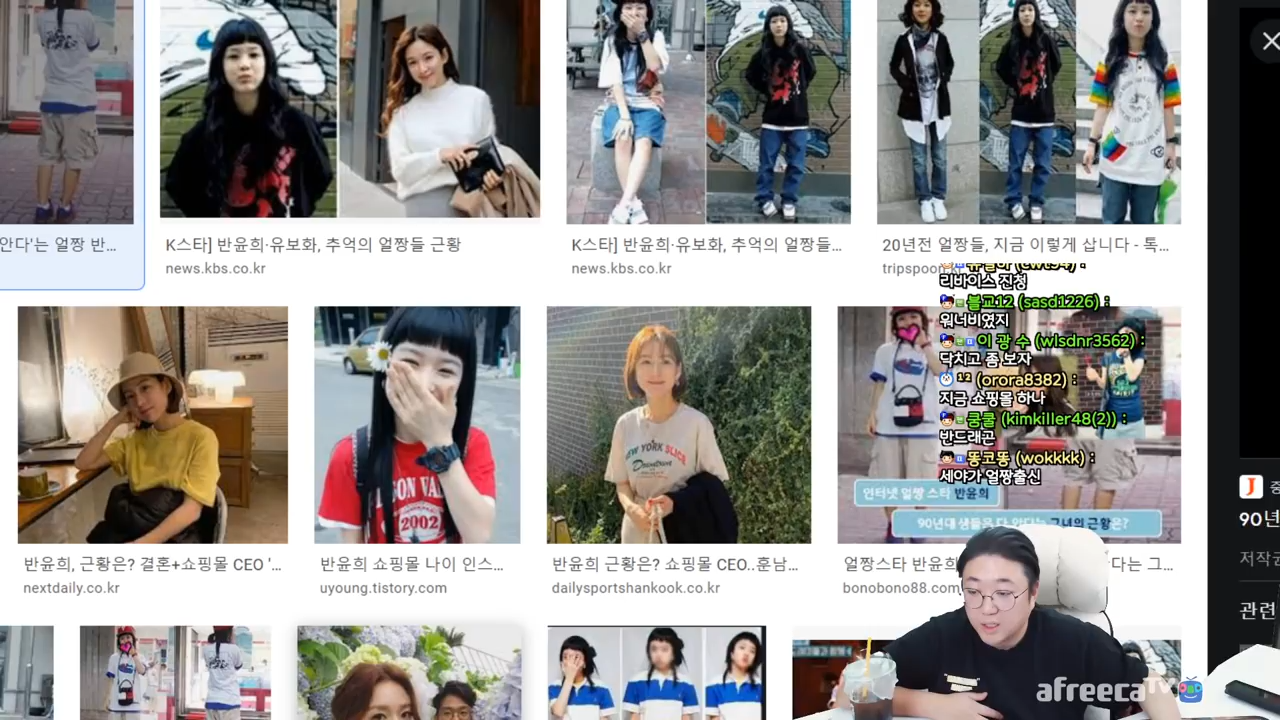 안다'는 얼짱 반...
K스타] 반윤희·유보화, 추억의 얼짱들 근황
news.kbs.co.kr
K스타] 반윤희·유보화, 추억의 얼짱들...
news.kbs.co.kr
20년전 얼짱들, 지금 이렇게 삽니다 - 톡...
tripspoon.kr
리바이스 진청
블교12 (sasd1226) :
워너비였지
이 광 수 (wlsdnr3562) :
닥치고 좀 보자
¹² (orora8382) :
지금 쇼핑몰 하나
쿰쿨 (kimkiller48(2)) :
반드래곤
똥코똥 (wokkkk) :
세아가 얼짱출신
NEW YORK SLICE
2002
인터넷 얼짱 스타 반윤희
90년대 생들은 다 안다는 그녀의 근황은?
반윤희, 근황은? 결혼+쇼핑몰 CEO '...
nextdaily.co.kr
반윤희 쇼핑몰 나이 인스...
uyoung.tistory.com
반윤희 근황은? 쇼핑몰 CEO..훈남...
dailysportshankook.co.kr
얼짱스타 반윤희
다는 그...
bonobono88.com
90년
저작권
관련
afreecaTV